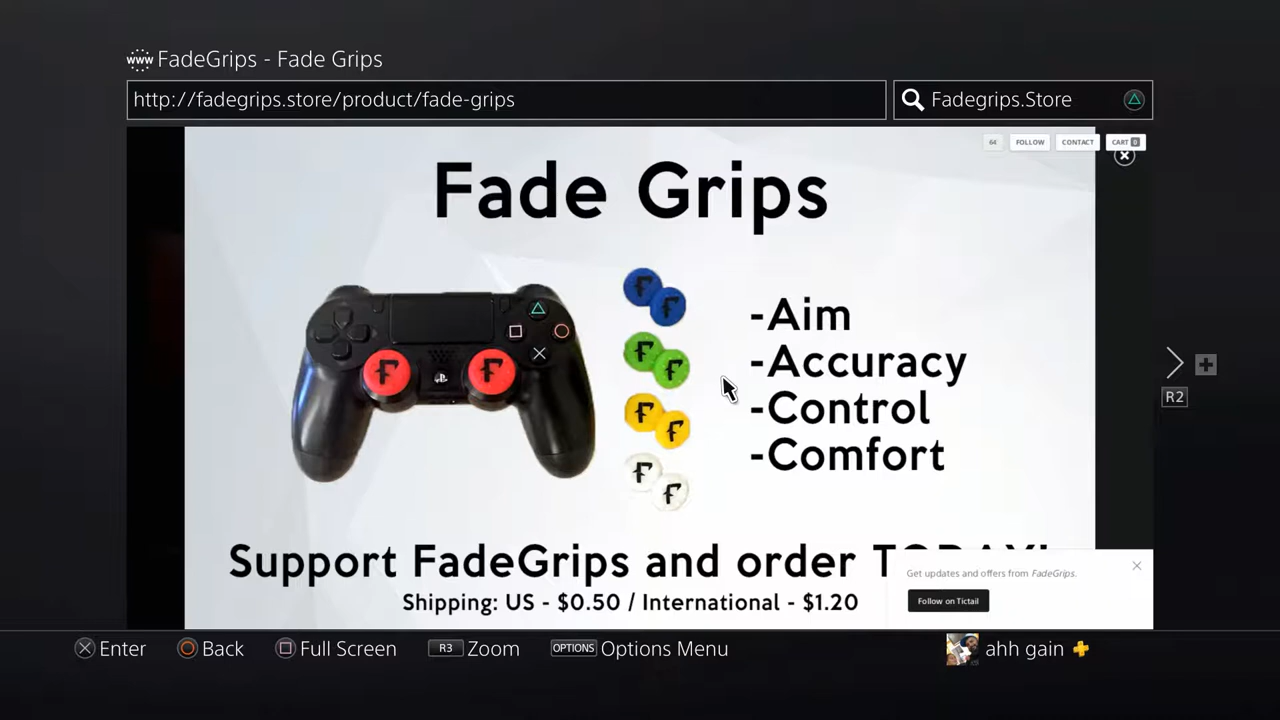 FadeGrips - Fade Grips
http://fadegrips.store/product/fade-grips
Fadegrips.Store
64 FOLLOW CONTACT CART 0
Fade Grips
F F
F F
F F
F F
F F
-Aim
-Accuracy
-Control
-Comfort
R2
Support FadeGrips and order TODAY!
Shipping: US - $0.50 / International - $1.20
Get updates and offers from FadeGrips.
Follow on Tictail
Enter Back Full Screen R3 Zoom OPTIONS Options Menu ahh gain